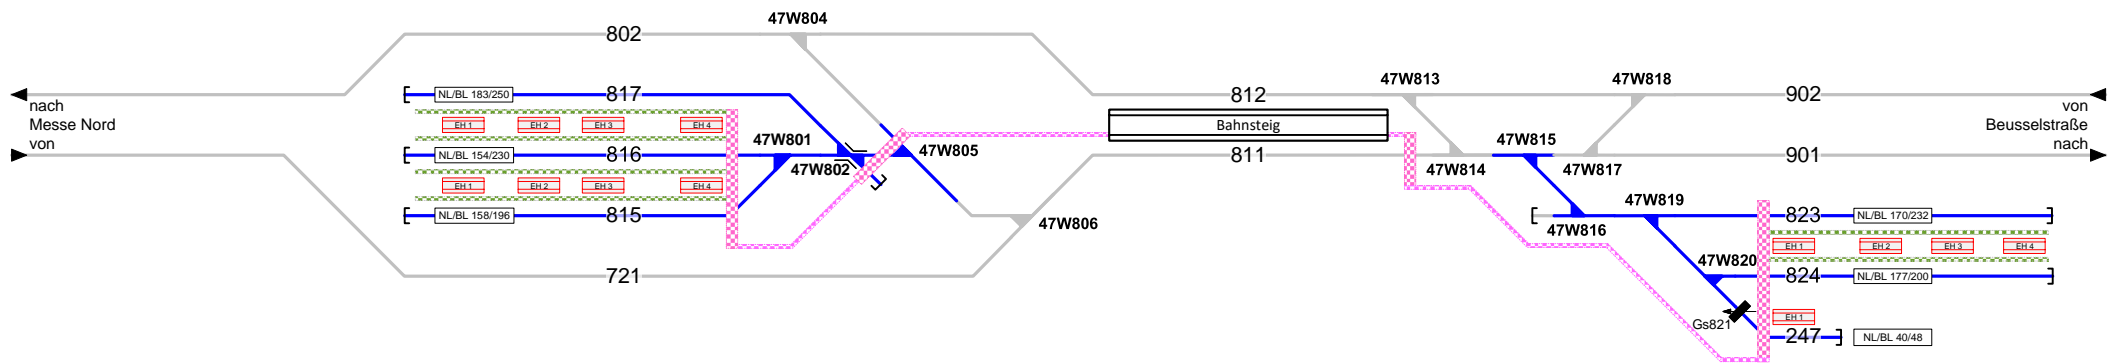 47W804
802
nach
Messe Nord
von
NL/BL 183/250
817
EH 1
EH 2
EH 3
EH 4
47W801
NL/BL 154/230
816
47W802
47W805
EH 1
EH 2
EH 3
EH 4
NL/BL 158/196
815
47W806
721
812
Bahnsteig
811
47W813
47W818
902
von
Beusselstraße
nach
47W815
47W814
47W817
901
47W819
47W816
823
NL/BL 170/232
EH 1
EH 2
EH 3
EH 4
47W820
824
NL/BL 177/200
Gs821
EH 1
247
NL/BL 40/48